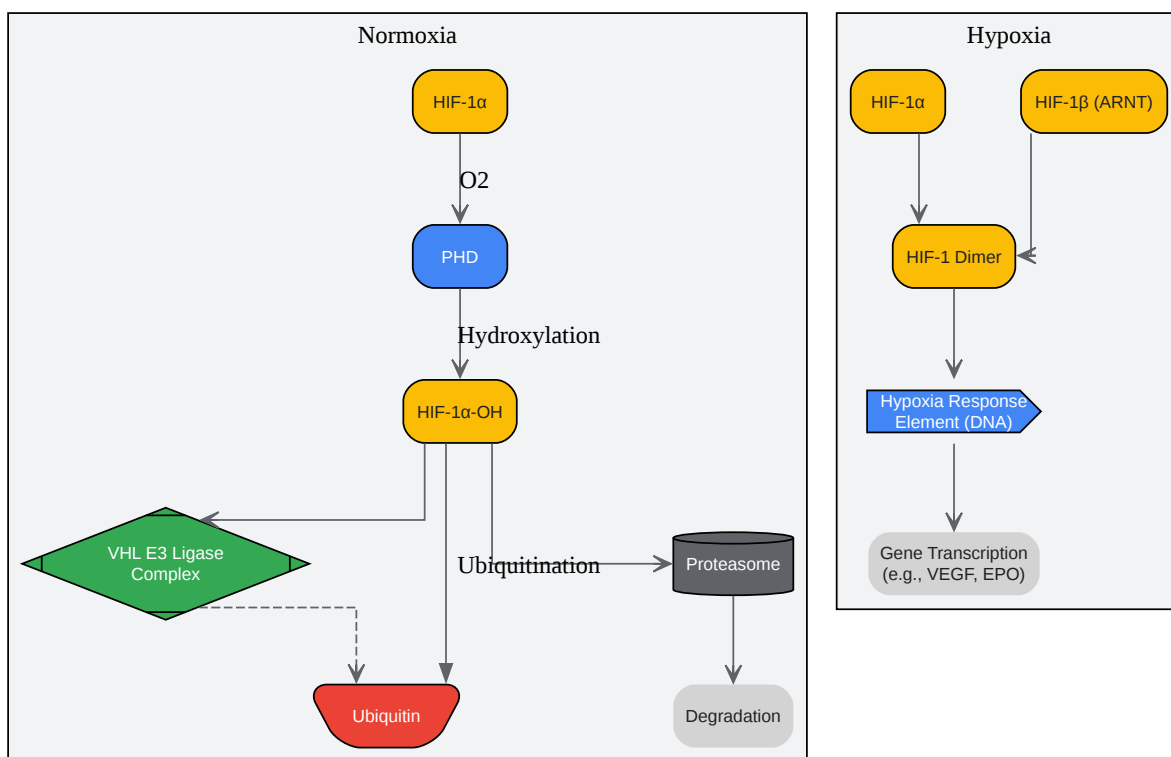 Normoxia
HIF-1α
O2
PHD
Hydroxylation
HIF-1α-OH
VHL E3 Ligase
Complex
Ubiquitination
Proteasome
Ubiquitin
Degradation
Hypoxia
HIF-1α
HIF-1β (ARNT)
HIF-1 Dimer
Hypoxia Response
Element (DNA)
Gene Transcription
(e.g., VEGF, EPO)